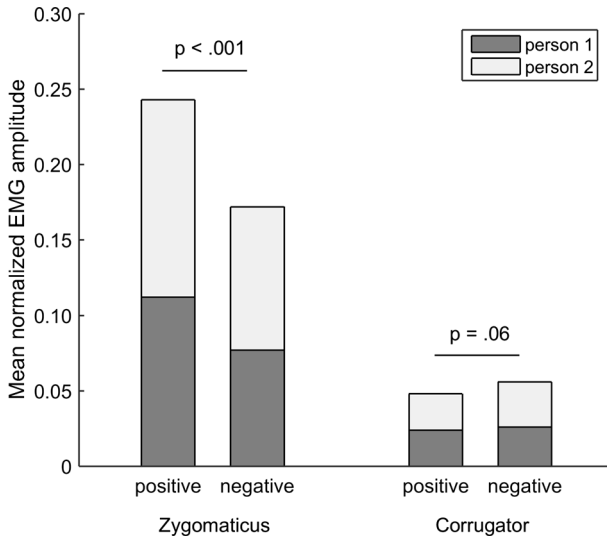 0.30
0.25
0.20
0.15
0.10
0.05
0
Mean normalized EMG amplitude
p < .001
person 1
person 2
p = .06
positive negative positive negative
Zygomaticus Corrugator